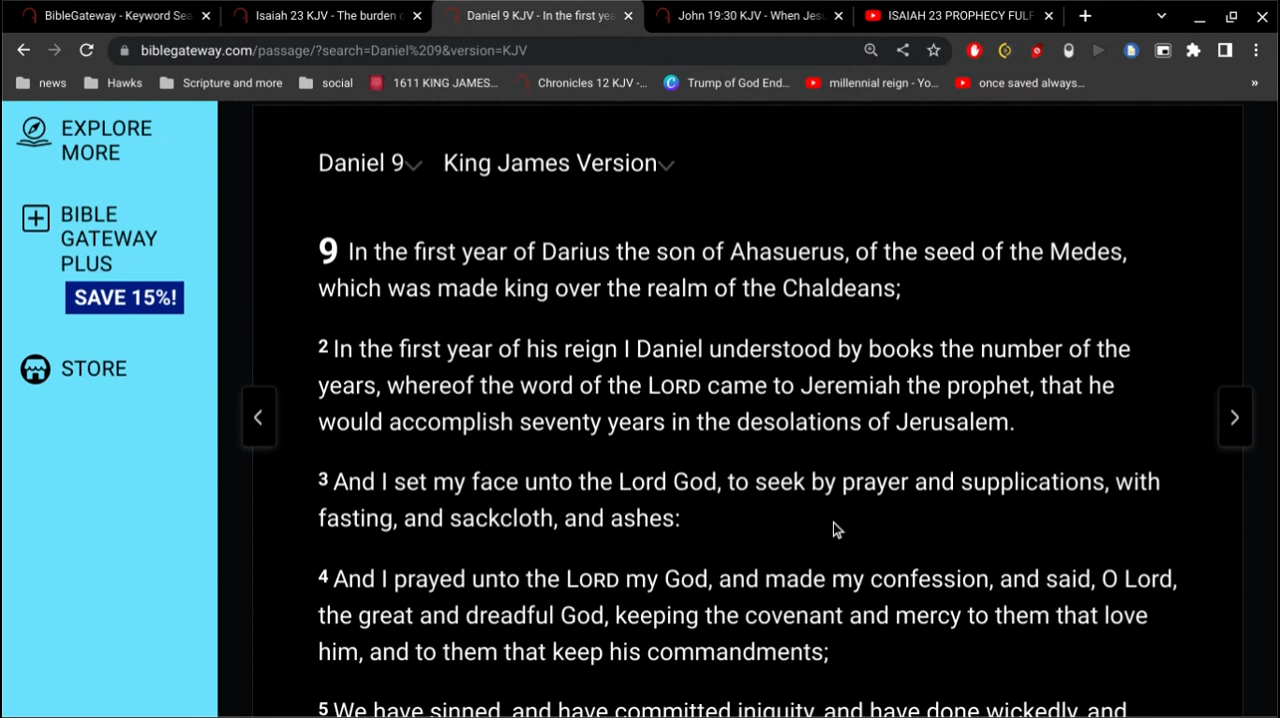 BibleGateway - Keyword Sea
Isaiah 23 KJV - The burden o
Daniel 9 KJV - In the first yea
John 19:30 KJV - When Jesu
ISAIAH 23 PROPHECY FULF
biblegateway.com/passage/?search=Daniel%209&version=KJV
news
Hawks
Scripture and more
social
1611 KING JAMES...
Chronicles 12 KJV -...
Trump of God End...
millennial reign - Yo...
once saved always...
»
EXPLORE
MORE
BIBLE
GATEWAY
PLUS
SAVE 15%!
STORE
Daniel 9 King James Version
9 In the first year of Darius the son of Ahasuerus, of the seed of the Medes,
which was made king over the realm of the Chaldeans;
2 In the first year of his reign I Daniel understood by books the number of the
years, whereof the word of the LORD came to Jeremiah the prophet, that he
would accomplish seventy years in the desolations of Jerusalem.
3 And I set my face unto the Lord God, to seek by prayer and supplications, with
fasting, and sackcloth, and ashes:
4 And I prayed unto the LORD my God, and made my confession, and said, O Lord,
the great and dreadful God, keeping the covenant and mercy to them that love
him, and to them that keep his commandments;
5 We have sinned, and have committed iniquity, and have done wickedly, and